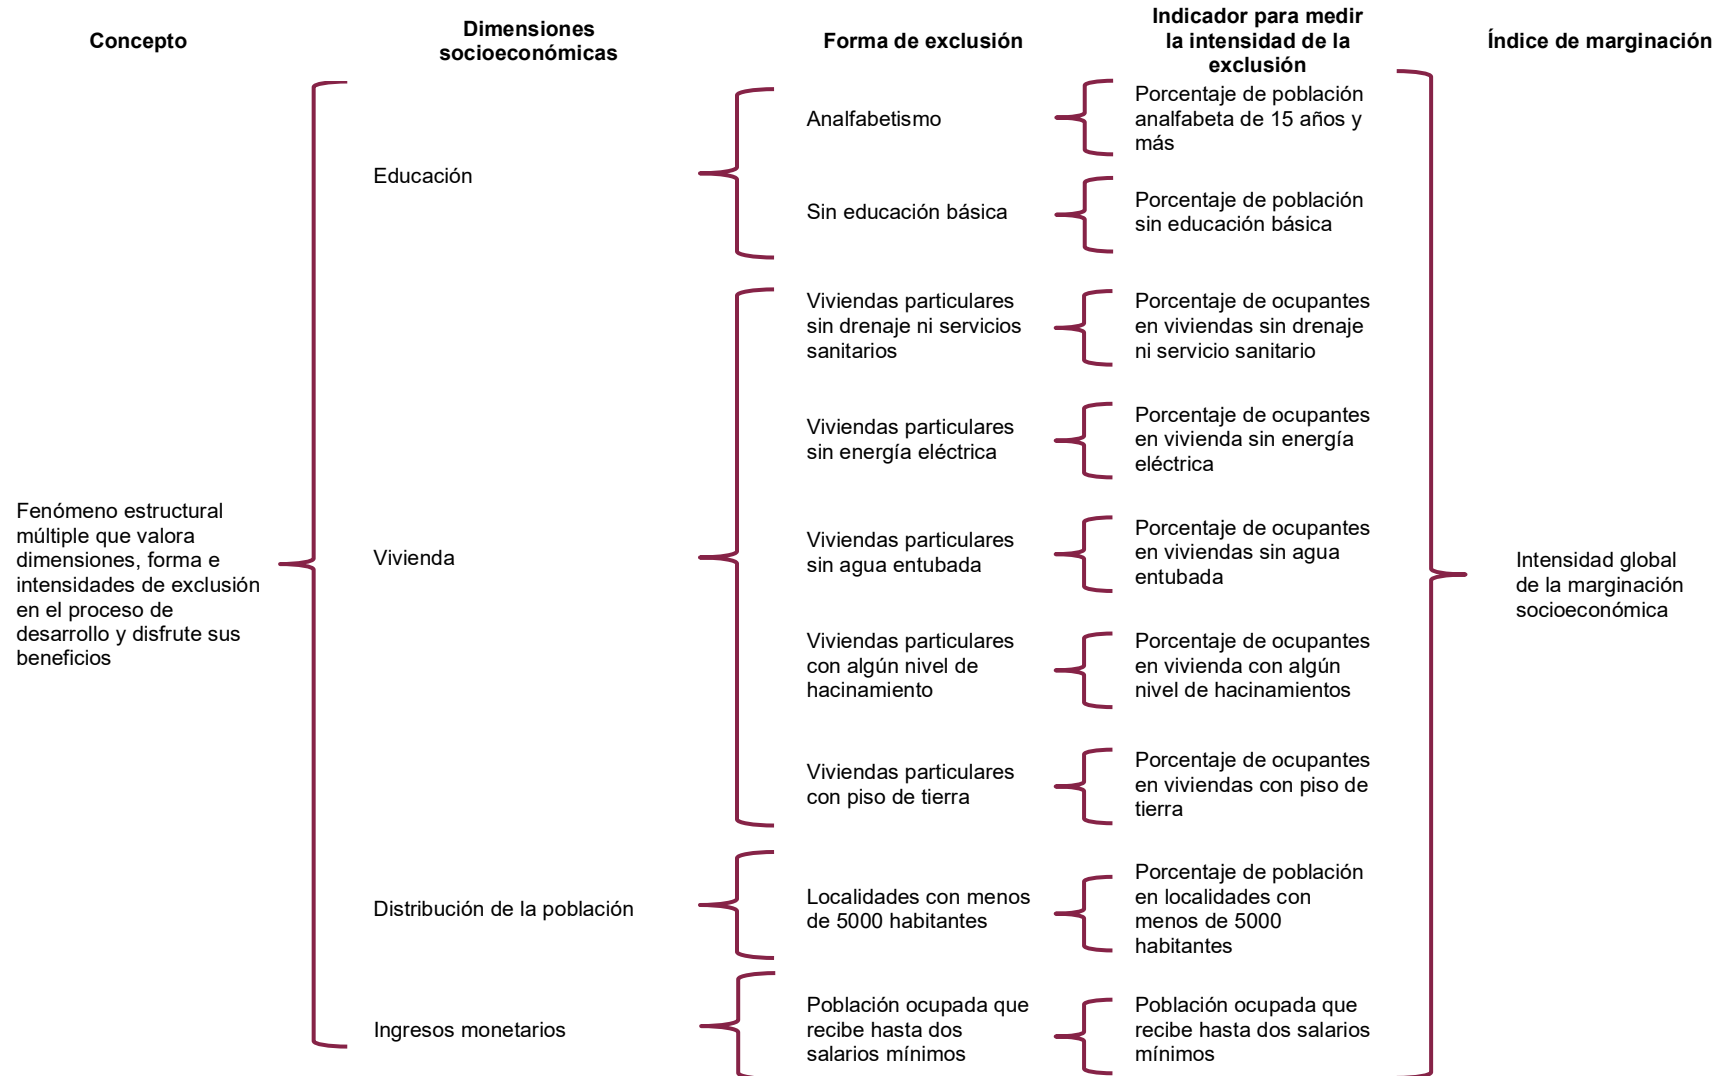 Concepto
Dimensiones
socioeconómicas
Forma de exclusión
Indicador para medir
la intensidad de la
exclusión
Índice de marginación
Fenómeno estructural
múltiple que valora
dimensiones, forma e
intensidades de exclusión
en el proceso de
desarrollo y disfrute sus
beneficios
Educación
Analfabetismo
Porcentaje de población
analfabeta de 15 años y
más
Sin educación básica
Porcentaje de población
sin educación básica
Vivienda
Viviendas particulares
sin drenaje ni servicios
sanitarios
Porcentaje de ocupantes
en viviendas sin drenaje
ni servicio sanitario
Viviendas particulares
sin energía eléctrica
Porcentaje de ocupantes
en vivienda sin energía
eléctrica
Viviendas particulares
sin agua entubada
Porcentaje de ocupantes
en viviendas sin agua
entubada
Viviendas particulares
con algún nivel de
hacinamiento
Porcentaje de ocupantes
en vivienda con algún
nivel de hacinamientos
Viviendas particulares
con piso de tierra
Porcentaje de ocupantes
en viviendas con piso de
tierra
Distribución de la población
Localidades con menos
de 5000 habitantes
Porcentaje de población
en localidades con
menos de 5000
habitantes
Ingresos monetarios
Población ocupada que
recibe hasta dos
salarios mínimos
Población ocupada que
recibe hasta dos salarios
mínimos
Intensidad global
de la marginación
socioeconómica